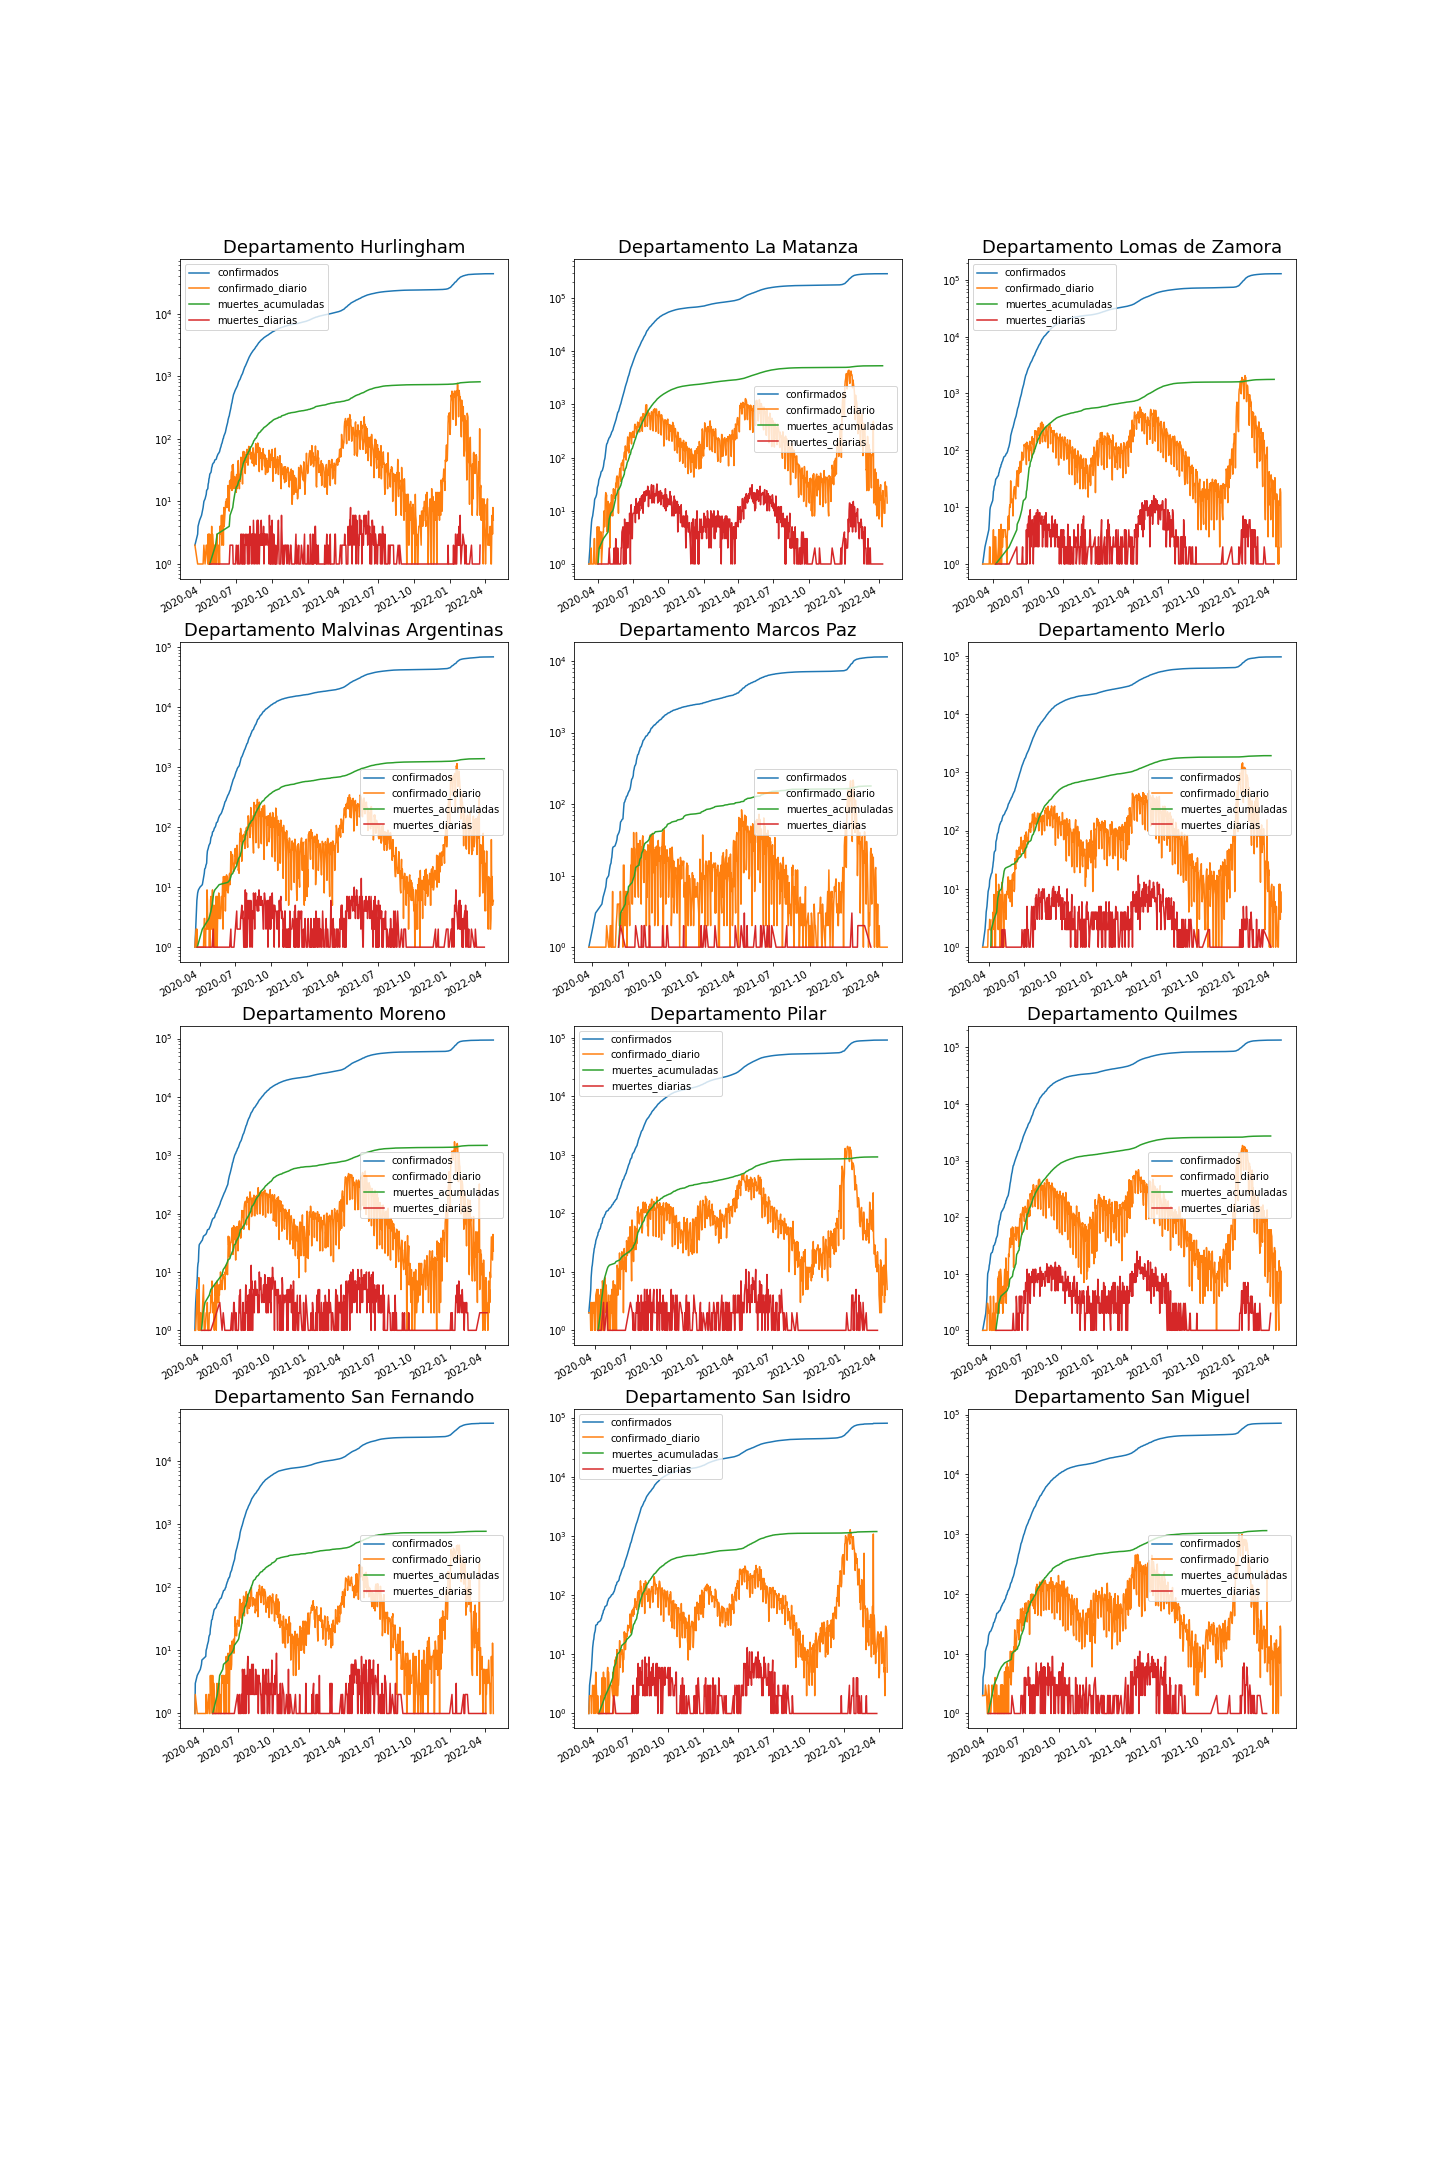 Departamento Hurlingham
confirmados
confirmado_diario
muertes_acumuladas
muertes_diarias
10⁴
10³
10²
10¹
10⁰
2020-04 2020-07 2020-10 2021-01 2021-04 2021-07 2021-10 2022-01 2022-04
Departamento La Matanza
10⁵
10⁴
10³
10²
10¹
10⁰
confirmados
confirmado_diario
muertes_acumuladas
muertes_diarias
2020-04 2020-07 2020-10 2021-01 2021-04 2021-07 2021-10 2022-01 2022-04
Departamento Lomas de Zamora
confirmados
confirmado_diario
muertes_acumuladas
muertes_diarias
10⁵
10⁴
10³
10²
10¹
10⁰
2020-04 2020-07 2020-10 2021-01 2021-04 2021-07 2021-10 2022-01 2022-04
Departamento Malvinas Argentinas
10⁵
10⁴
10³
10²
10¹
10⁰
confirmados
confirmado_diario
muertes_acumuladas
muertes_diarias
2020-04 2020-07 2020-10 2021-01 2021-04 2021-07 2021-10 2022-01 2022-04
Departamento Marcos Paz
10⁴
10³
10²
10¹
10⁰
confirmados
confirmado_diario
muertes_acumuladas
muertes_diarias
2020-04 2020-07 2020-10 2021-01 2021-04 2021-07 2021-10 2022-01 2022-04
Departamento Merlo
10⁵
10⁴
10³
10²
10¹
10⁰
confirmados
confirmado_diario
muertes_acumuladas
muertes_diarias
2020-04 2020-07 2020-10 2021-01 2021-04 2021-07 2021-10 2022-01 2022-04
Departamento Moreno
10⁵
10⁴
10³
10²
10¹
10⁰
confirmados
confirmado_diario
muertes_acumuladas
muertes_diarias
2020-04 2020-07 2020-10 2021-01 2021-04 2021-07 2021-10 2022-01 2022-04
Departamento Pilar
confirmados
confirmado_diario
muertes_acumuladas
muertes_diarias
10⁵
10⁴
10³
10²
10¹
10⁰
2020-04 2020-07 2020-10 2021-01 2021-04 2021-07 2021-10 2022-01 2022-04
Departamento Quilmes
10⁵
10⁴
10³
10²
10¹
10⁰
confirmados
confirmado_diario
muertes_acumuladas
muertes_diarias
2020-04 2020-07 2020-10 2021-01 2021-04 2021-07 2021-10 2022-01 2022-04
Departamento San Fernando
10⁴
10³
10²
10¹
10⁰
confirmados
confirmado_diario
muertes_acumuladas
muertes_diarias
2020-04 2020-07 2020-10 2021-01 2021-04 2021-07 2021-10 2022-01 2022-04
Departamento San Isidro
confirmados
confirmado_diario
muertes_acumuladas
muertes_diarias
10⁵
10⁴
10³
10²
10¹
10⁰
2020-04 2020-07 2020-10 2021-01 2021-04 2021-07 2021-10 2022-01 2022-04
Departamento San Miguel
10⁵
10⁴
10³
10²
10¹
10⁰
confirmados
confirmado_diario
muertes_acumuladas
muertes_diarias
2020-04 2020-07 2020-10 2021-01 2021-04 2021-07 2021-10 2022-01 2022-04